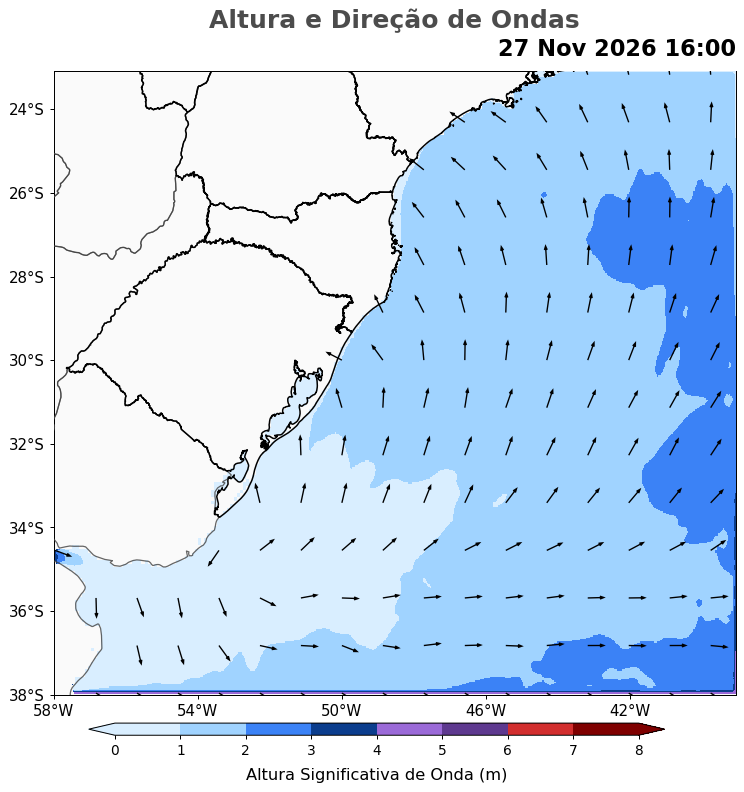 Altura e Direção de Ondas
27 Nov 2026 16:00
24°S
26°S
28°S
30°S
32°S
34°S
36°S
38°S
58°W 54°W 50°W 46°W 42°W
0 1 2 3 4 5 6 7 8
Altura Significativa de Onda (m)